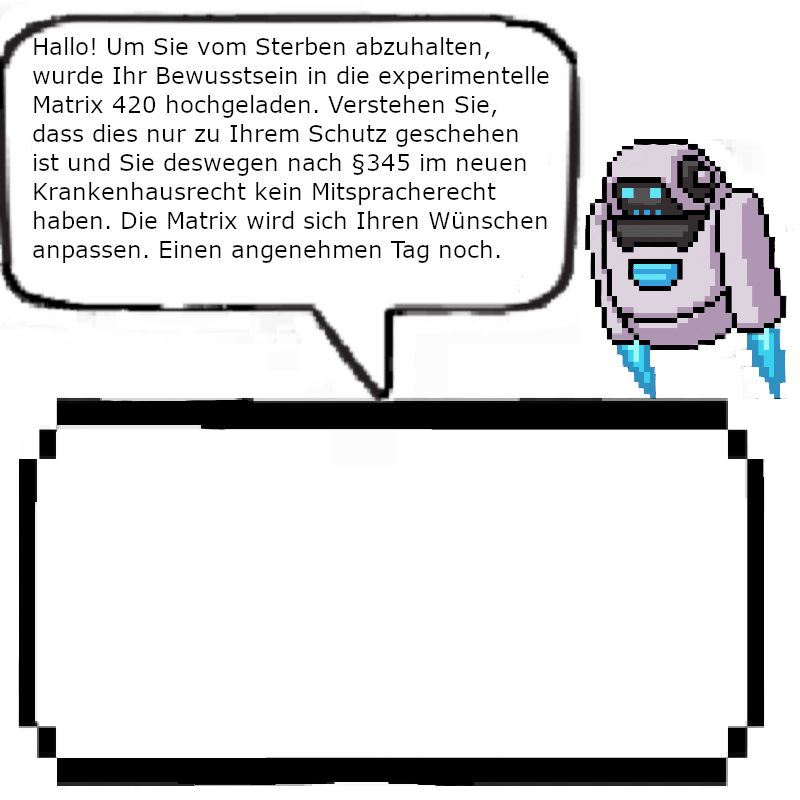 Hallo! Um Sie vom Sterben abzuhalten,
wurde Ihr Bewusstsein in die experimentelle
Matrix 420 hochgeladen. Verstehen Sie,
dass dies nur zu Ihrem Schutz geschehen
ist und Sie deswegen nach §345 im neuen
Krankenhausrecht kein Mitspracherecht
haben. Die Matrix wird sich Ihren Wünschen
anpassen. Einen angenehmen Tag noch.